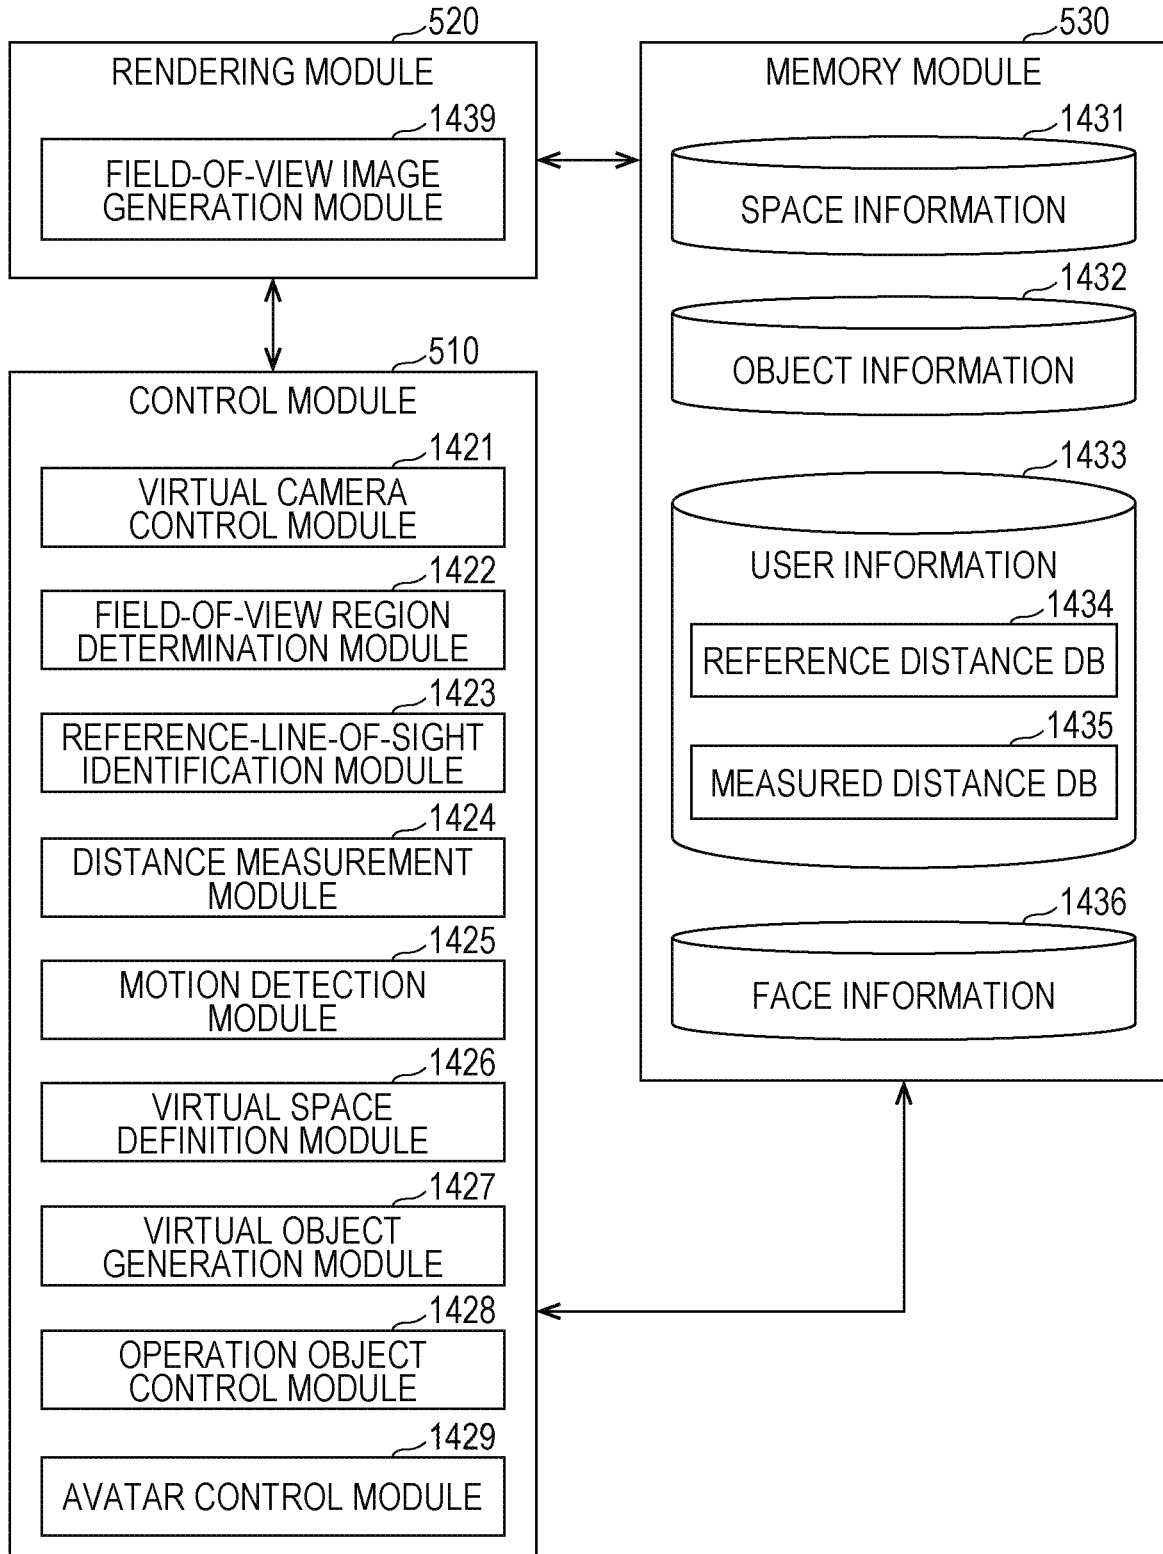 520
RENDERING MODULE
1439
FIELD-OF-VIEW IMAGE
GENERATION MODULE
510
CONTROL MODULE
1421
VIRTUAL CAMERA
CONTROL MODULE
1422
FIELD-OF-VIEW REGION
DETERMINATION MODULE
1423
REFERENCE-LINE-OF-SIGHT
IDENTIFICATION MODULE
1424
DISTANCE MEASUREMENT
MODULE
1425
MOTION DETECTION
MODULE
1426
VIRTUAL SPACE
DEFINITION MODULE
1427
VIRTUAL OBJECT
GENERATION MODULE
1428
OPERATION OBJECT
CONTROL MODULE
1429
AVATAR CONTROL MODULE
530
MEMORY MODULE
1431
SPACE INFORMATION
1432
OBJECT INFORMATION
1433
USER INFORMATION
1434
REFERENCE DISTANCE DB
1435
MEASURED DISTANCE DB
1436
FACE INFORMATION